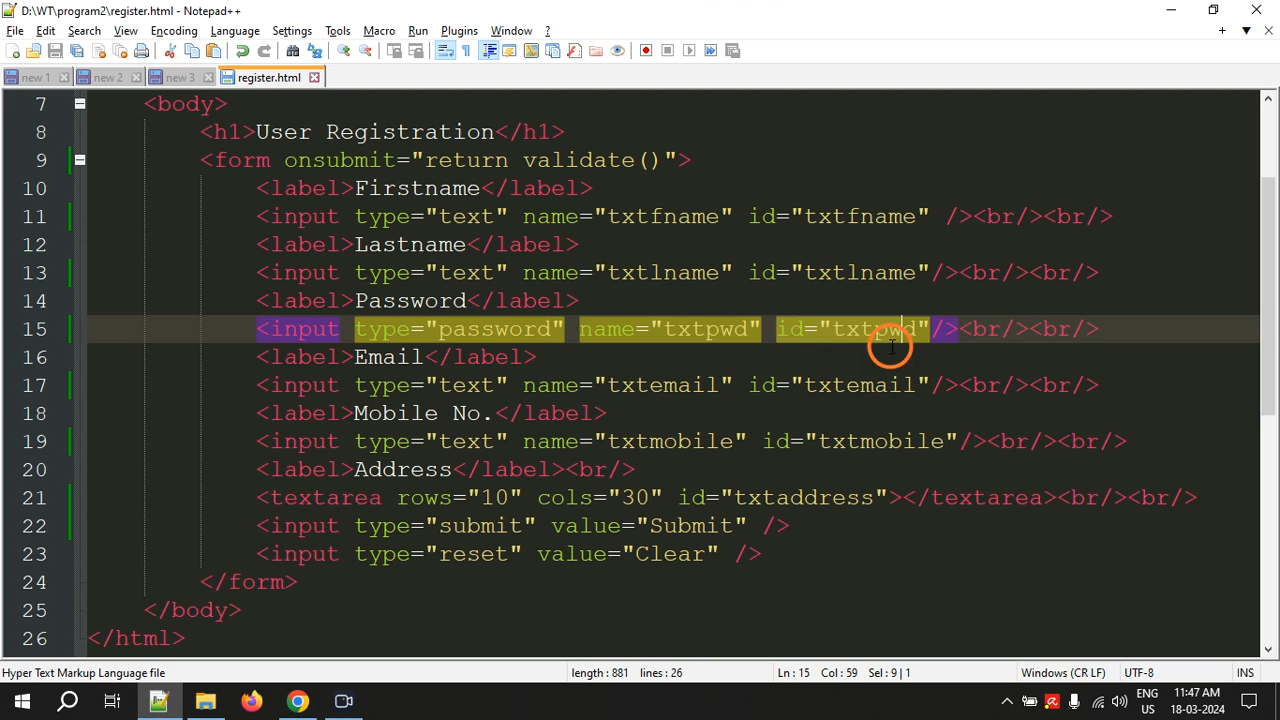 D:\WT\program2\register.html - Notepad++
File Edit Search View Encoding Language Settings Tools Macro Run Plugins Window ?
new 1 new 2 new 3 register.html
7 <body>
8 <h1>User Registration</h1>
9 <form onsubmit="return validate()">
10 <label>Firstname</label>
11 <input type="text" name="txtfname" id="txtfname" /><br/><br/>
12 <label>Lastname</label>
13 <input type="text" name="txtlname" id="txtlname"/><br/><br/>
14 <label>Password</label>
15 <input type="password" name="txtpwd" id="txtpwd"/><br/><br/>
16 <label>Email</label>
17 <input type="text" name="txtemail" id="txtemail"/><br/><br/>
18 <label>Mobile No.</label>
19 <input type="text" name="txtmobile" id="txtmobile"/><br/><br/>
20 <label>Address</label><br/>
21 <textarea rows="10" cols="30" id="txtaddress"></textarea><br/><br/>
22 <input type="submit" value="Submit" />
23 <input type="reset" value="Clear" />
24 </form>
25 </body>
26 </html>
Hyper Text Markup Language file length : 881 lines : 26 Ln : 15 Col : 59 Sel : 9 | 1 Windows (CR LF) UTF-8 INS
ENG 11:47 AM
US 18-03-2024